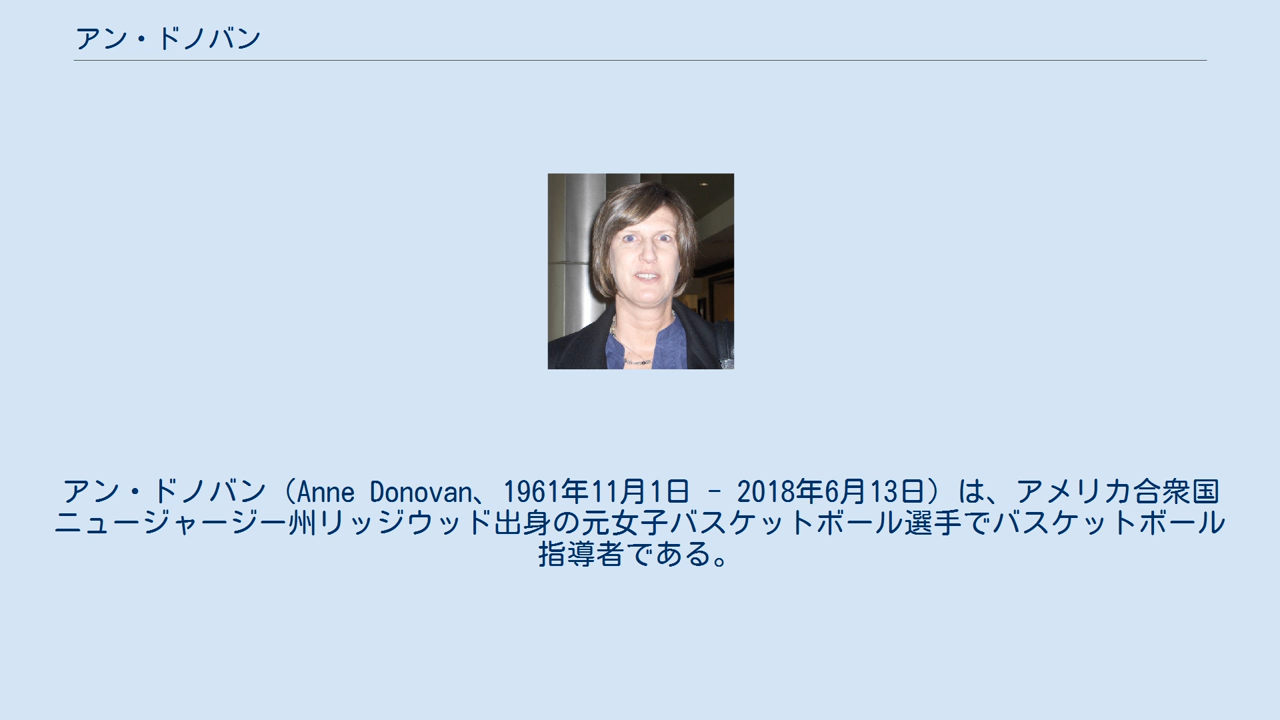 アン・ドノバン
アン・ドノバン（Anne Donovan、1961年11月1日 - 2018年6月13日）は、アメリカ合衆国
ニュージャージー州リッジウッド出身の元女子バスケットボール選手でバスケットボール
指導者である。